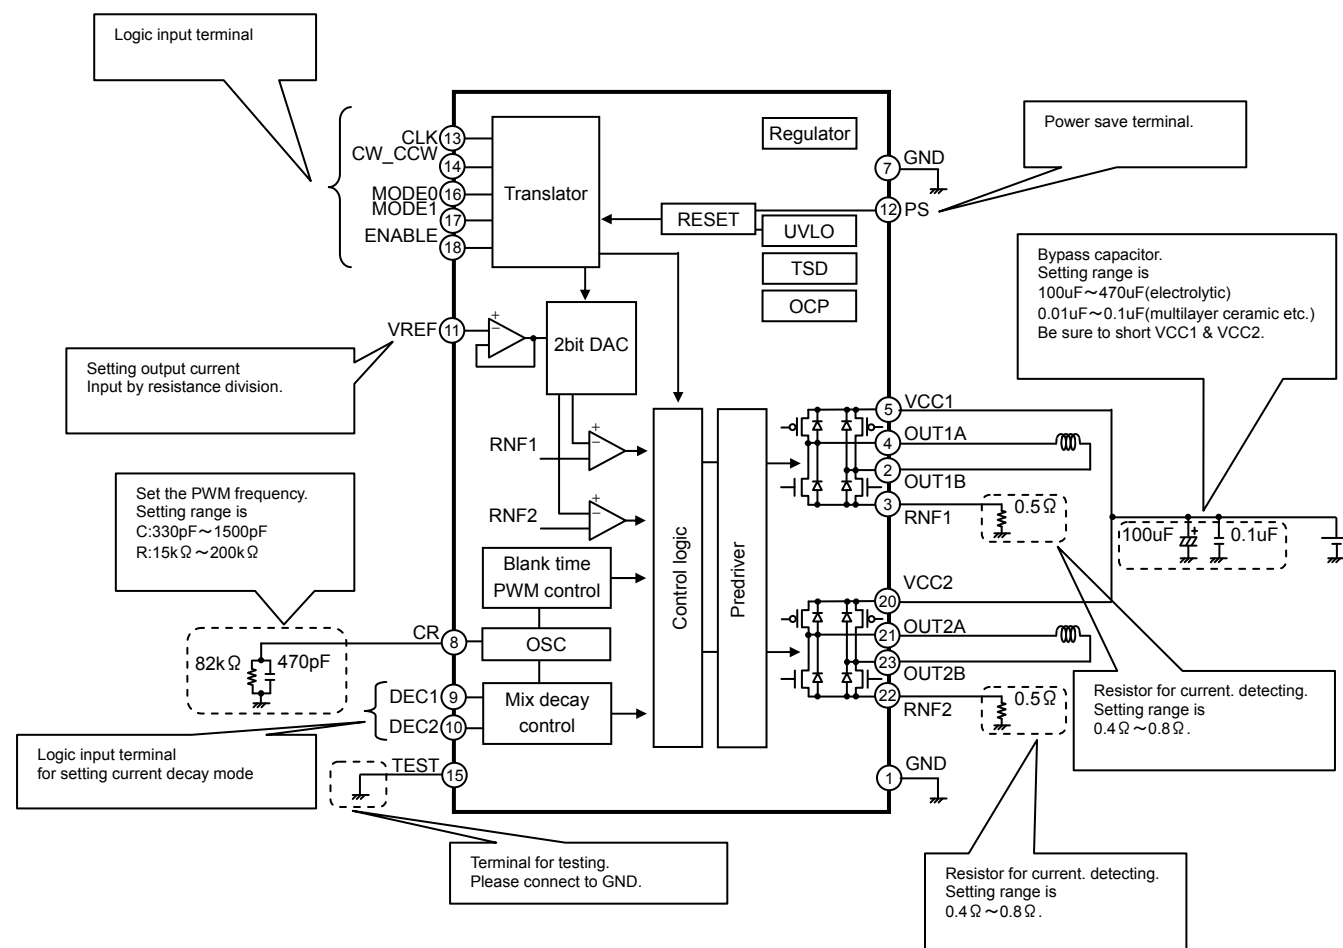 Logic input terminal
Power save terminal.
Bypass capacitor.
Setting range is
100uF～470uF(electrolytic)
0.01uF～0.1uF(multilayer ceramic etc.)
Be sure to short VCC1 & VCC2.
Setting output current
Input by resistance division.
Set the PWM frequency.
Setting range is
C:330pF～1500pF
R:15kΩ～200kΩ
Logic input terminal
for setting current decay mode
Terminal for testing.
Please connect to GND.
Resistor for current. detecting.
Setting range is
0.4Ω～0.8Ω.
Resistor for current. detecting.
Setting range is
0.4Ω～0.8Ω.
CLK 13
CW_CCW 14
MODE0 16
MODE1 17
ENABLE 18
VREF 11
CR 8
DEC1 9
DEC2 10
TEST 15
82kΩ
470pF
Translator
Regulator
RESET
UVLO
TSD
OCP
2bit DAC
+
−
+
−
+
−
RNF1
RNF2
Blank time
PWM control
OSC
Mix decay
control
Control logic
Predriver
7 GND
12 PS
5 VCC1
4 OUT1A
2 OUT1B
3 RNF1
0.5Ω
20 VCC2
21 OUT2A
23 OUT2B
22 RNF2
0.5Ω
1 GND
100uF
+
0.1uF